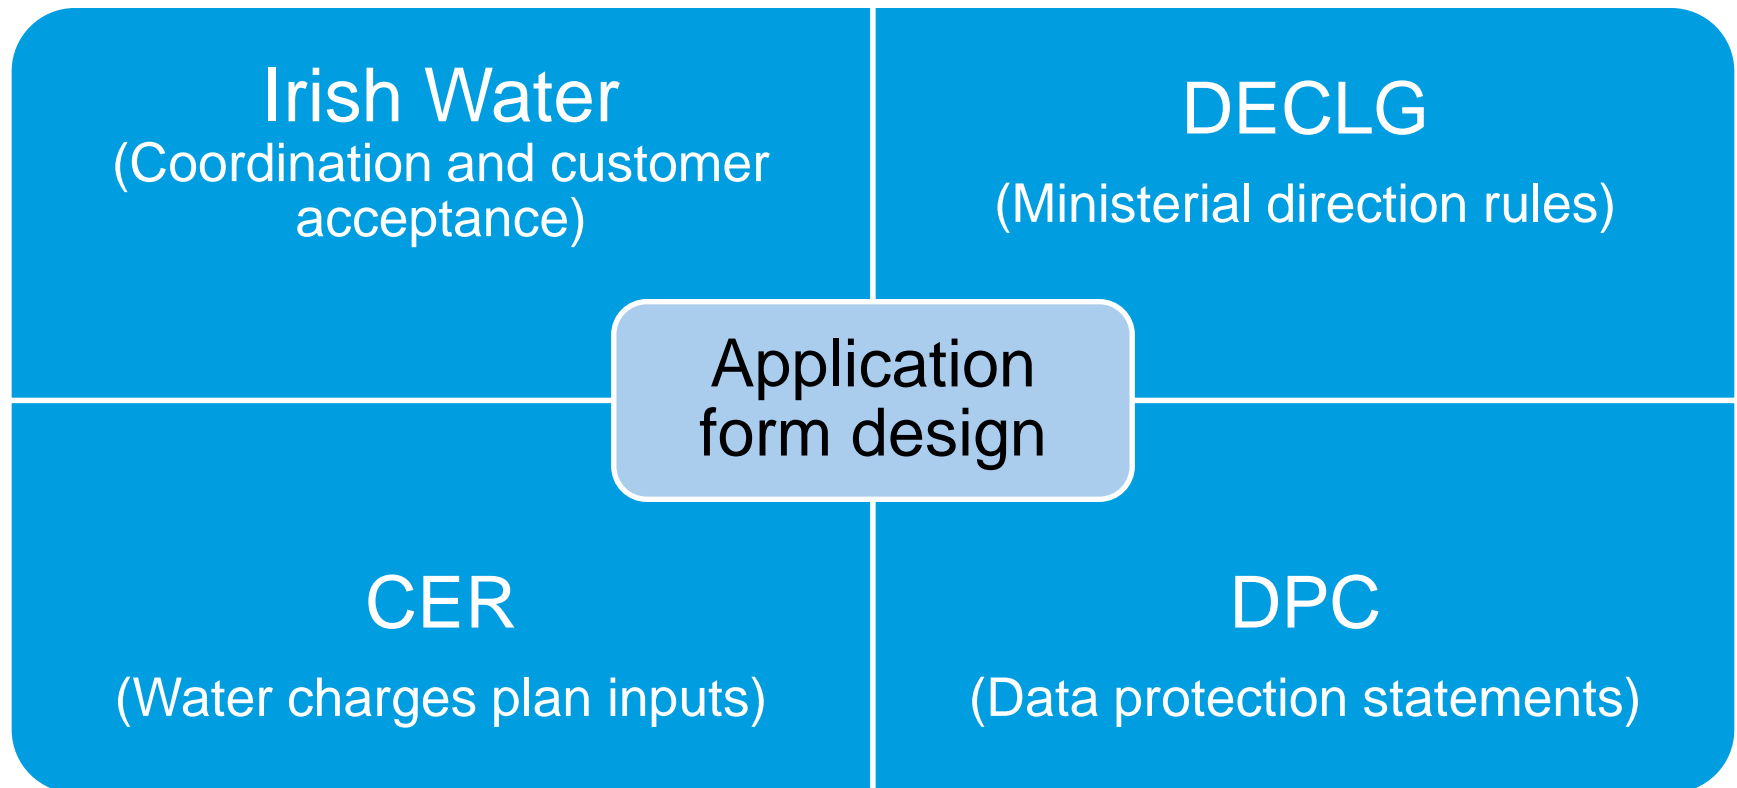 Irish Water
(Coordination and customer
acceptance)
DECLG
(Ministerial direction rules)
Application
form design
CER
(Water charges plan inputs)
DPC
(Data protection statements)